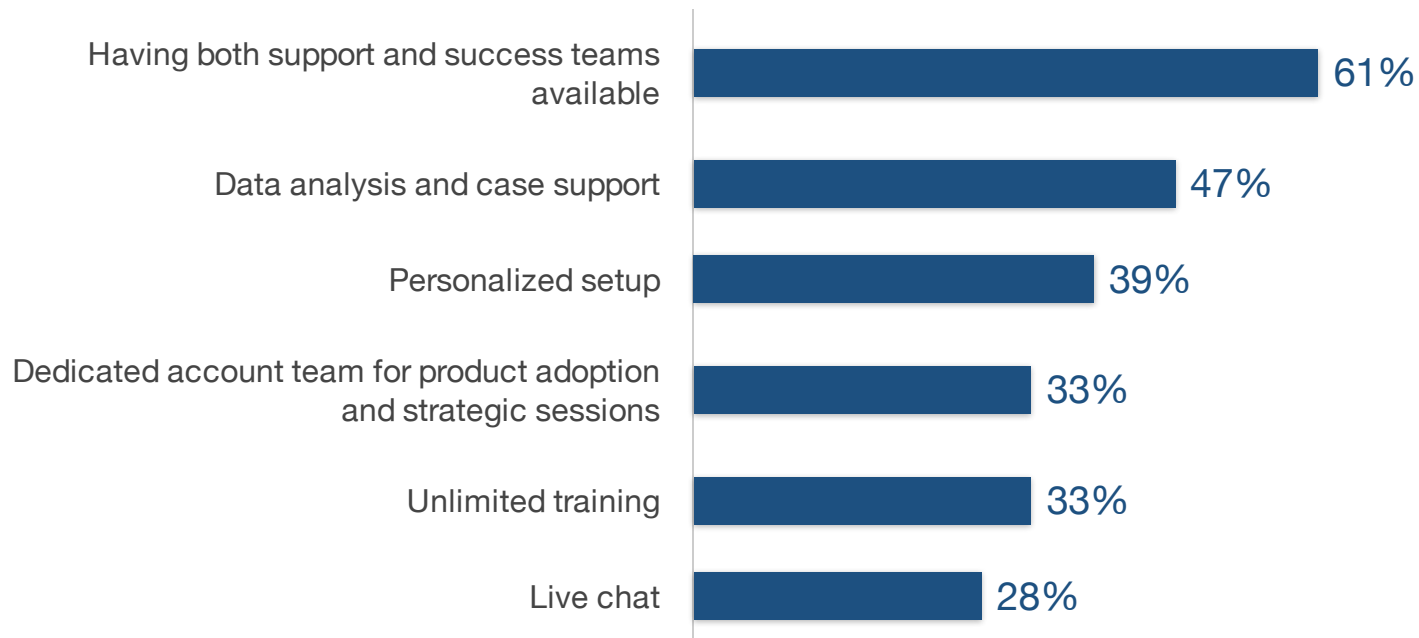 Having both support and success teams
available
61%
Data analysis and case support
47%
Personalized setup
39%
Dedicated account team for product adoption
and strategic sessions
33%
Unlimited training
33%
Live chat
28%